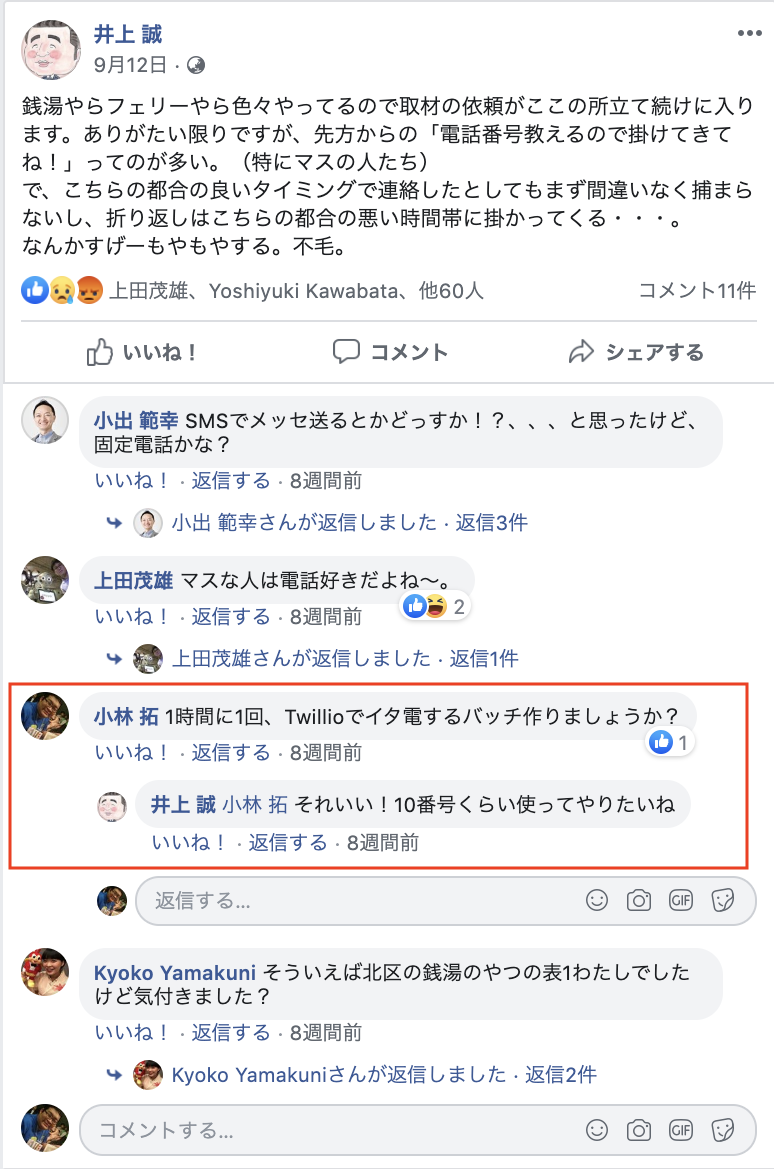 井上 誠
9月12日 ·
銭湯やらフェリーやら色々やってるので取材の依頼がここの所立て続けに入り
ます。ありがたい限りですが、先方からの「電話番号教えるので掛けてきて
ね！」ってのが多い。（特にマスの人たち）
で、こちらの都合の良いタイミングで連絡したとしてもまず間違いなく捕まら
ないし、折り返しはこちらの都合の悪い時間帯に掛かってくる・・・。
なんかすげーもやもやする。不毛。
上田茂雄、Yoshiyuki Kawabata、他60人 コメント11件
いいね！ コメント シェアする
小出 範幸 SMSでメッセ送るとかどっすか！？、、、と思ったけど、
固定電話かな？
いいね！ · 返信する · 8週間前
小出 範幸さんが返信しました · 返信3件
上田茂雄 マスな人は電話好きだよね〜。
いいね！ · 返信する · 8週間前 2
上田茂雄さんが返信しました · 返信1件
小林 拓 1時間に1回、Twillioでイタ電するバッチ作りましょうか？
いいね！ · 返信する · 8週間前 1
井上 誠 小林 拓 それいい！10番号くらい使ってやりたいね
いいね！ · 返信する · 8週間前
返信する... GIF
Kyoko Yamakuni そういえば北区の銭湯のやつの表1わたしでした
けど気付きました？
いいね！ · 返信する · 8週間前
Kyoko Yamakuniさんが返信しました · 返信2件
コメントする... GIF